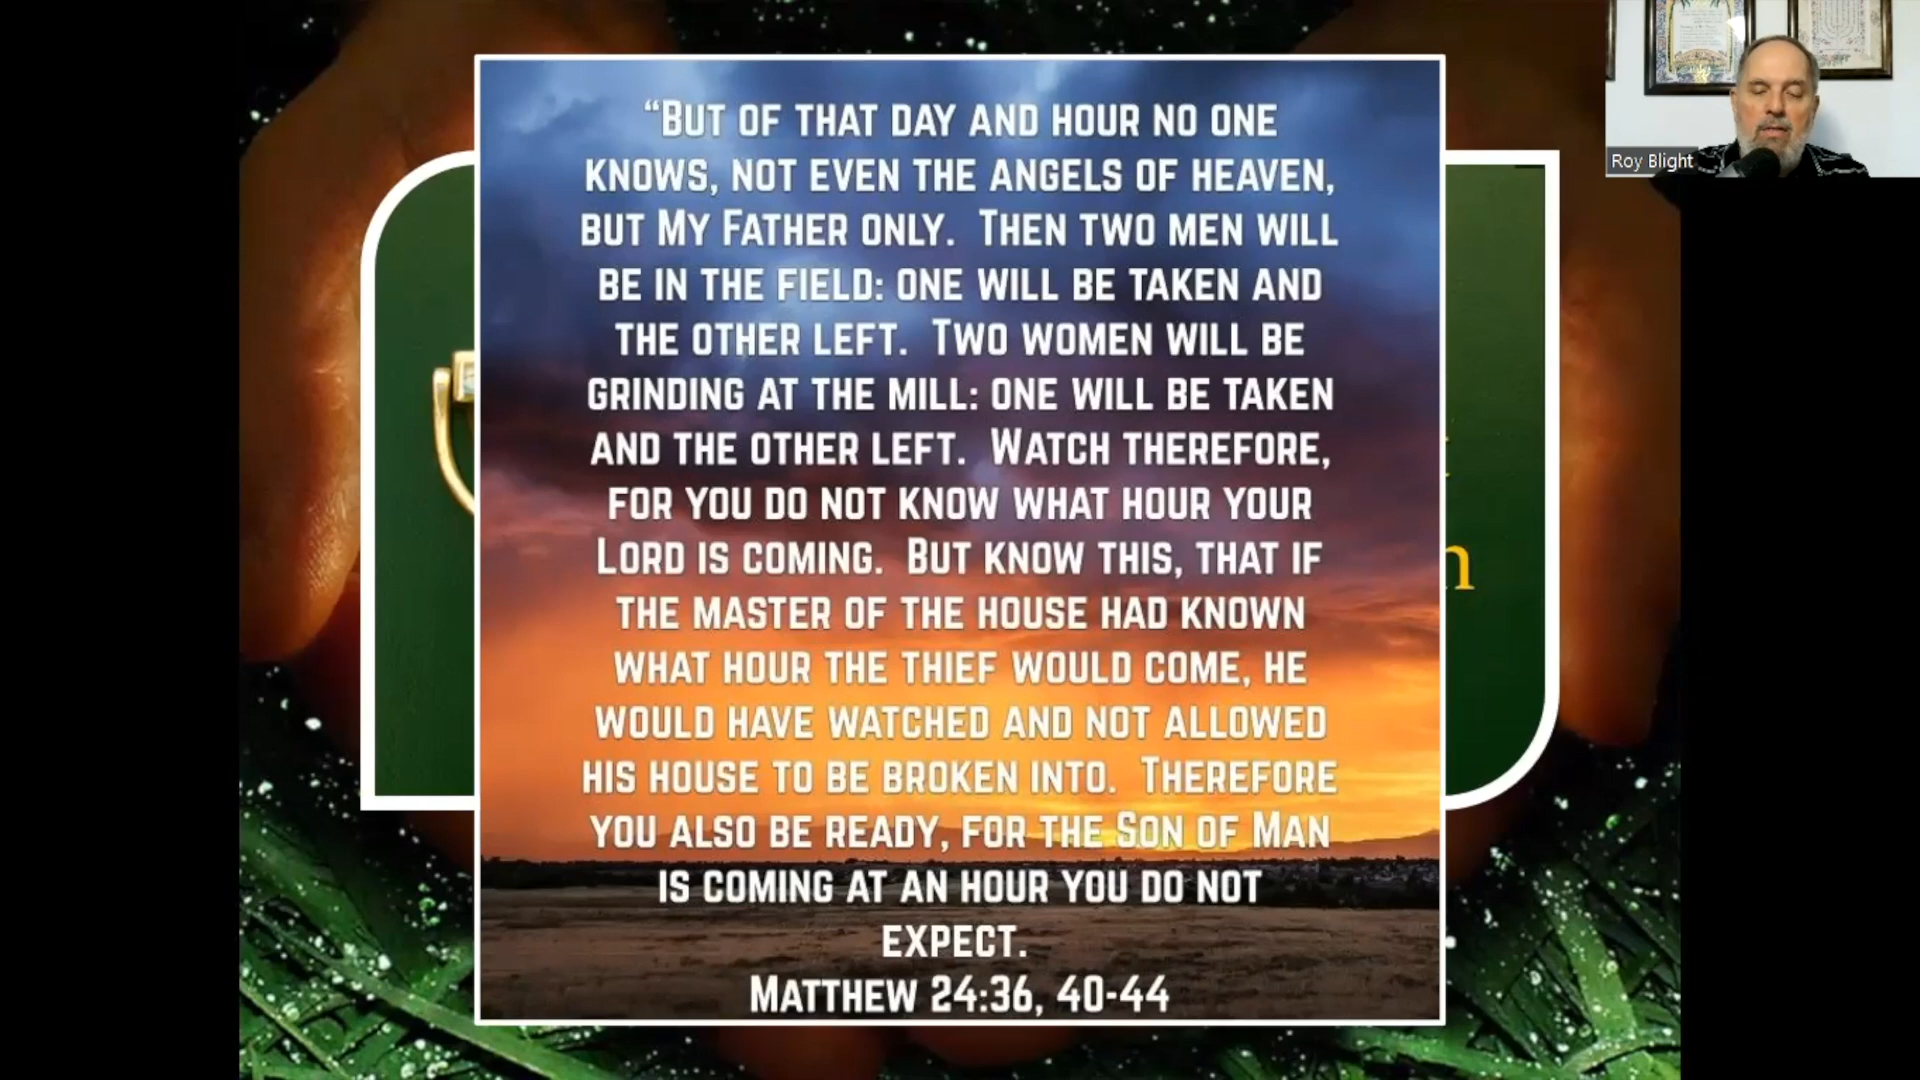 “But of that day and hour no one
knows, not even the angels of heaven,
but My Father only. Then two men will
be in the field: one will be taken and
the other left. Two women will be
grinding at the mill: one will be taken
and the other left. Watch therefore,
for you do not know what hour your
Lord is coming. But know this, that if
the master of the house had known
what hour the thief would come, he
would have watched and not allowed
his house to be broken into. Therefore
you also be ready, for the Son of Man
is coming at an hour you do not
expect.
Matthew 24:36, 40-44
Roy Blight